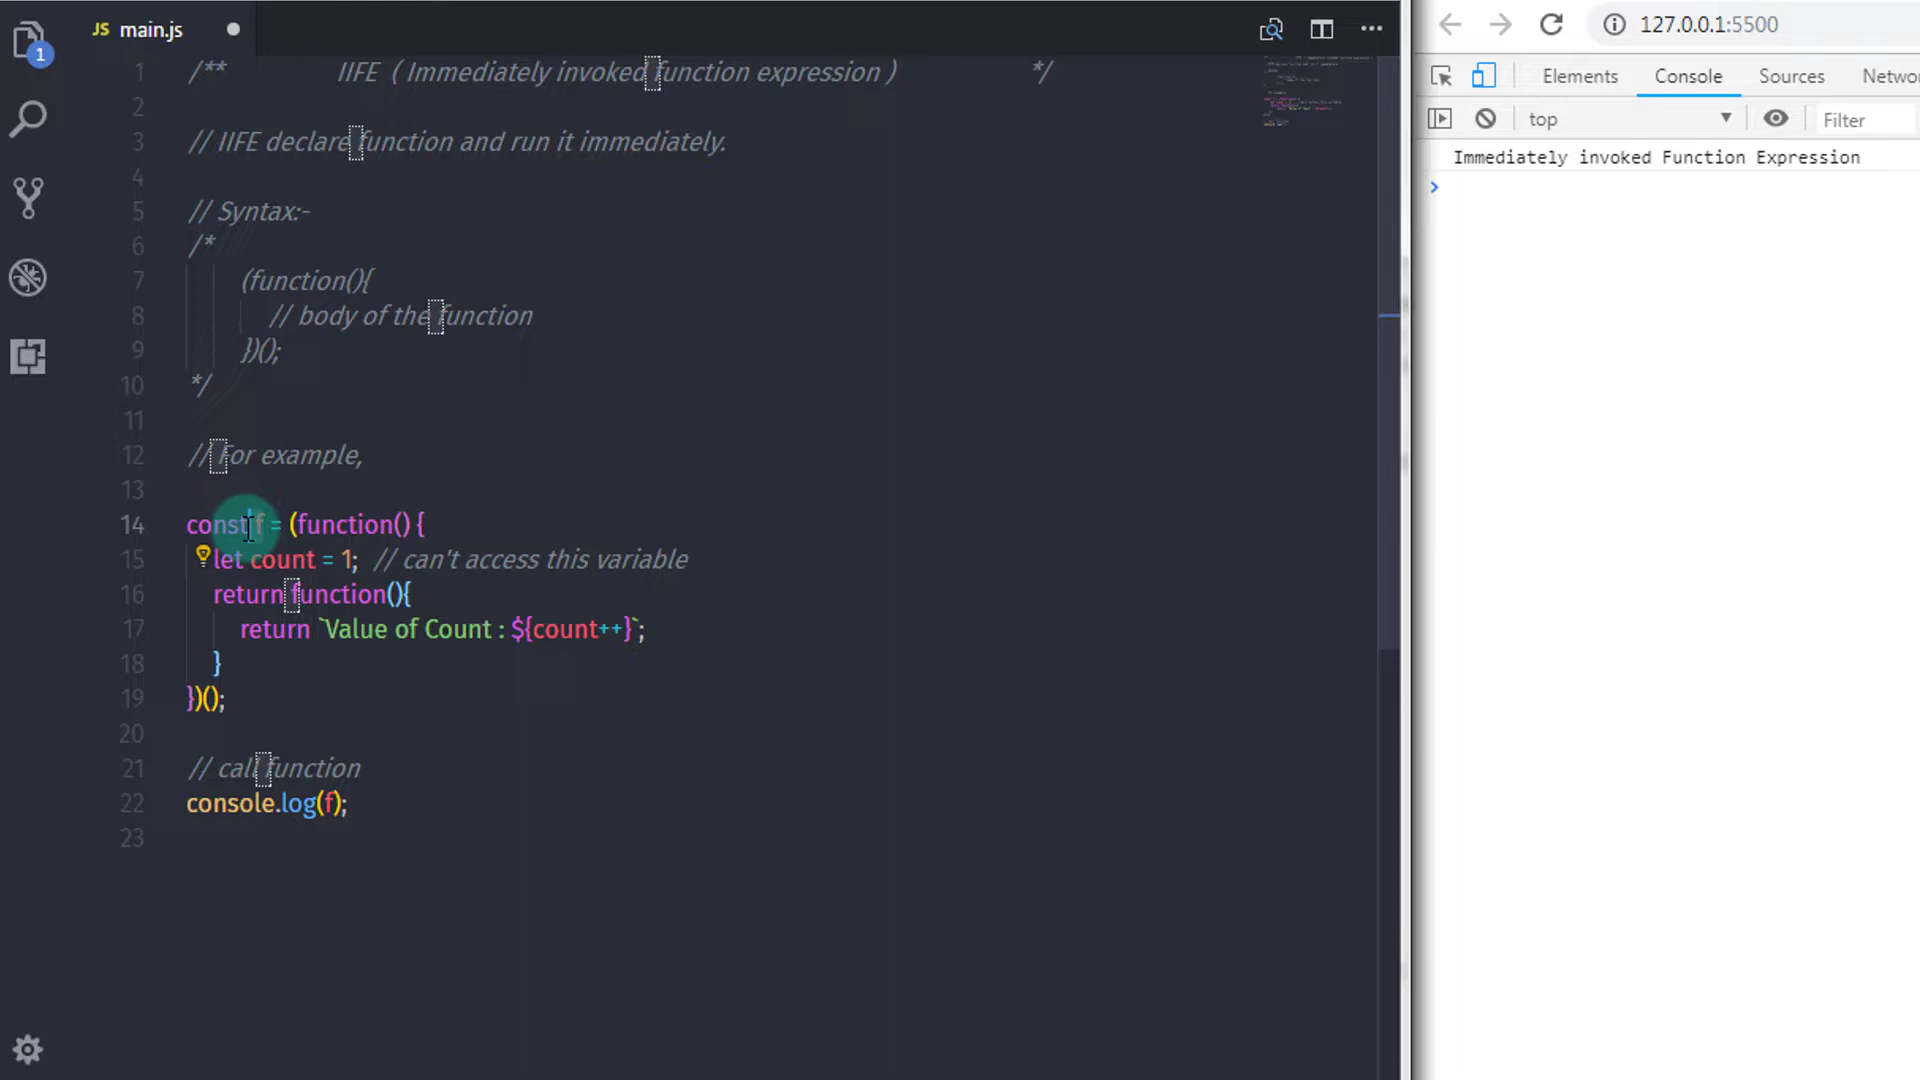 1
JS main.js
1 /** IIFE ( Immediately invoked function expression ) */
2
3 // IIFE declare function and run it immediately.
4
5 // Syntax:-
6 /*
7 (function(){
8 // body of the function
9 })();
10 */
11
12 // For example,
13
14 const f = (function() {
15 let count = 1; // can't access this variable
16 return function(){
17 return `Value of Count : ${count++}`;
18 }
19 })();
20
21 // call function
22 console.log(f);
23
127.0.0.1:5500
Elements Console Sources Netwo
top Filter
Immediately invoked Function Expression